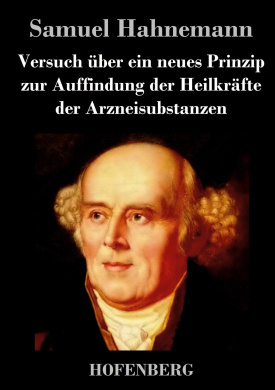 Samuel Hahnemann
Versuch über ein neues Prinzip
zur Auffindung der Heilkräfte
der Arzneisubstanzen
HOFENBERG